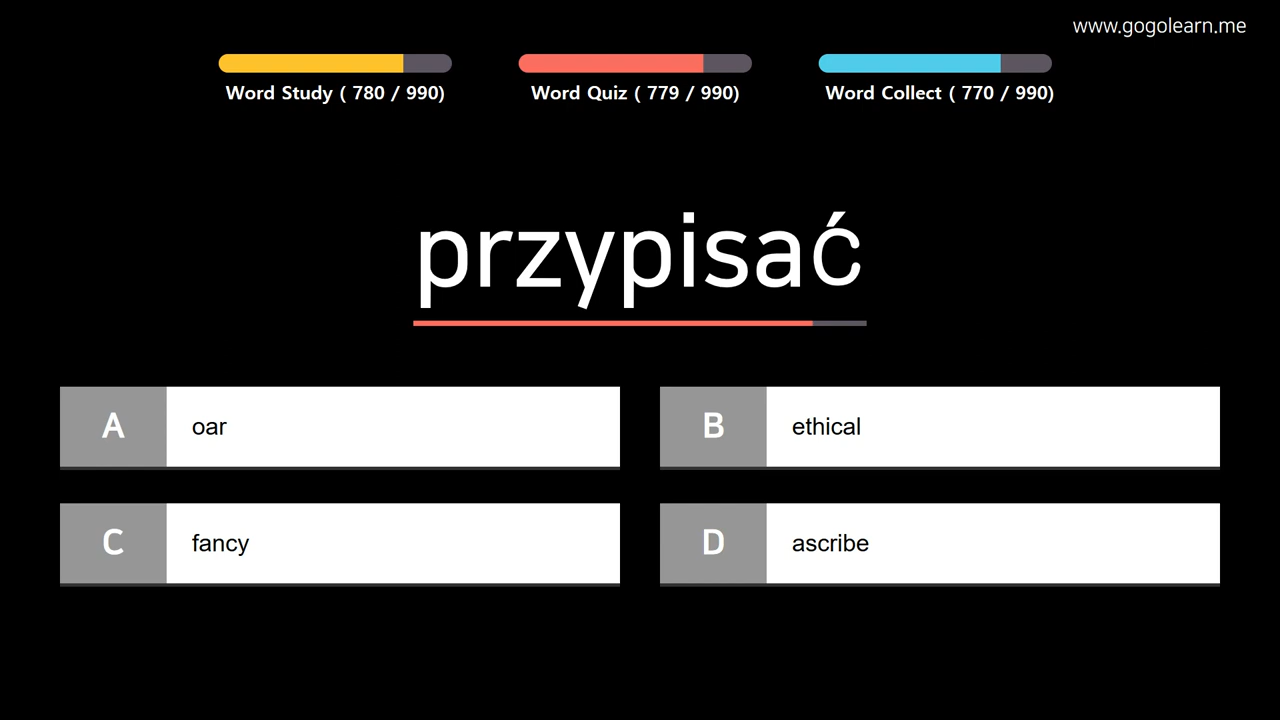 www.gogolearn.me
Word Study ( 780 / 990)
Word Quiz ( 779 / 990)
Word Collect ( 770 / 990)
przypisać
A oar
B ethical
C fancy
D ascribe